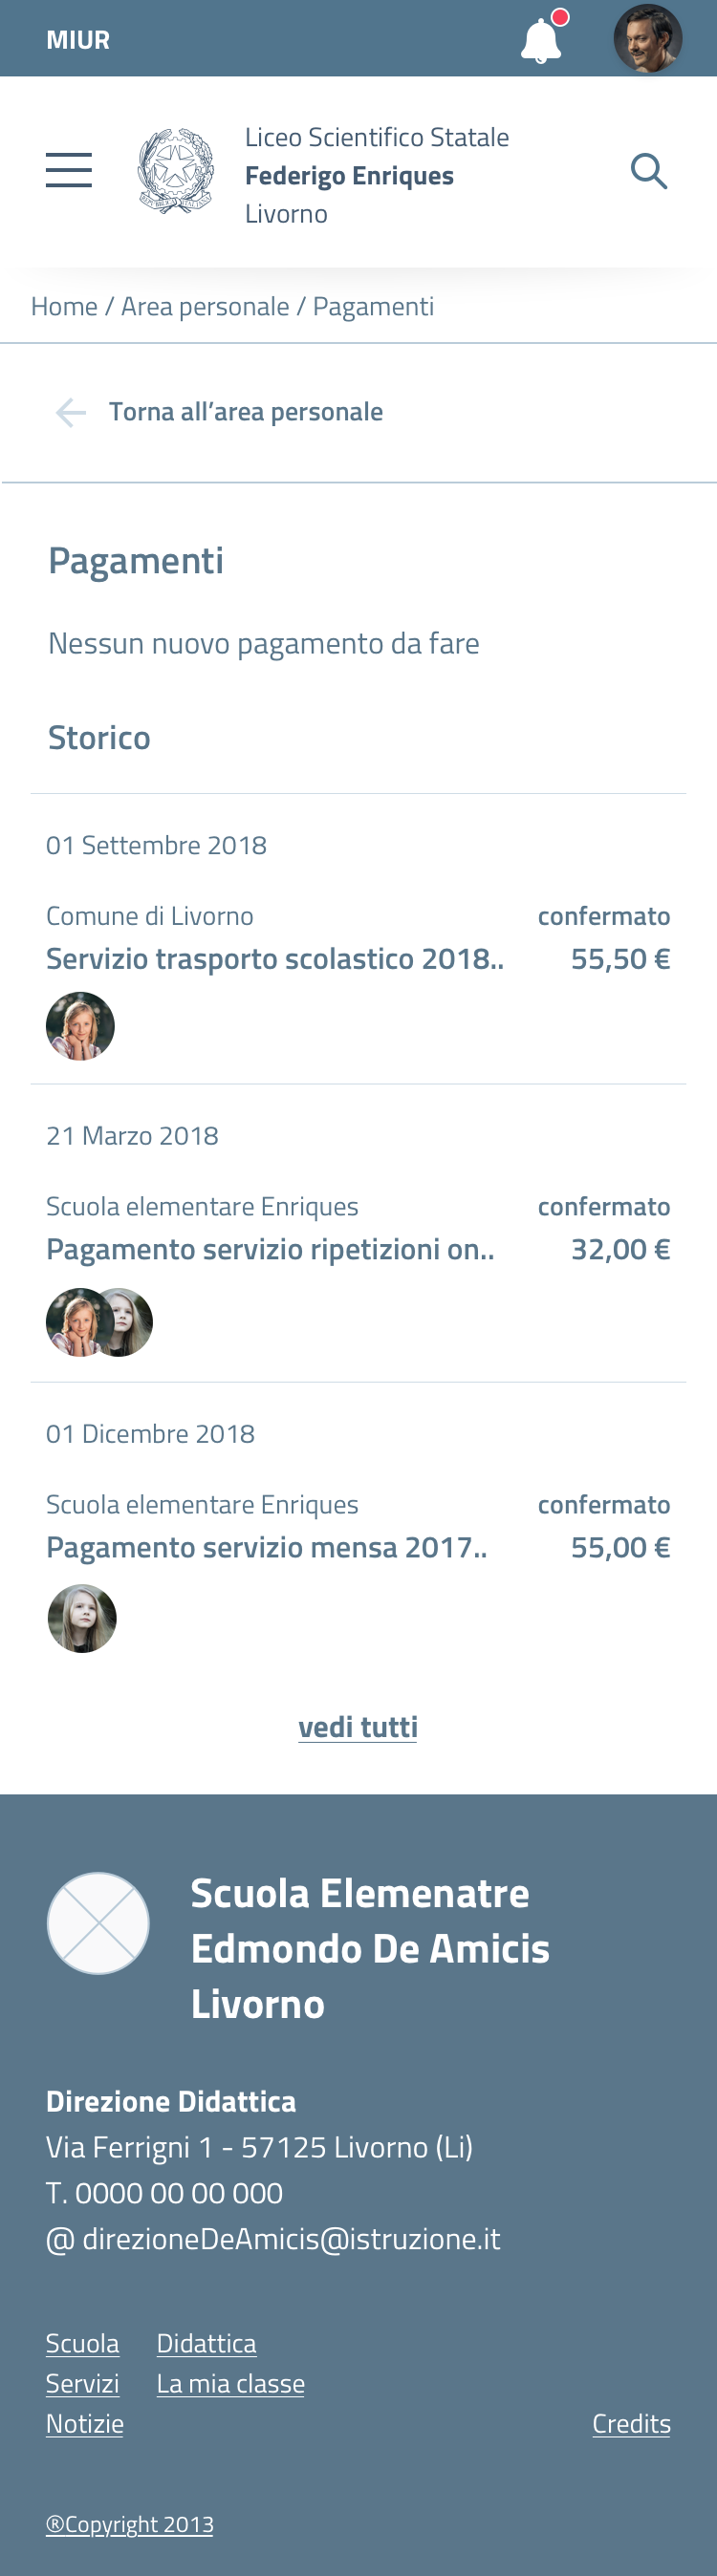 MIUR
Liceo Scientifico Statale
Federigo Enriques
Livorno
REPVBBLICA ITALIANA
Home / Area personale / Pagamenti
Torna all’area personale
Pagamenti
Nessun nuovo pagamento da fare
Storico
01 Settembre 2018
Comune di Livorno confermato
Servizio trasporto scolastico 2018.. 55,50 €
21 Marzo 2018
Scuola elementare Enriques confermato
Pagamento servizio ripetizioni on.. 32,00 €
01 Dicembre 2018
Scuola elementare Enriques confermato
Pagamento servizio mensa 2017.. 55,00 €
vedi tutti
Scuola Elemenatre
Edmondo De Amicis
Livorno
Direzione Didattica
Via Ferrigni 1 - 57125 Livorno (Li)
T. 0000 00 00 000
@ direzioneDeAmicis@istruzione.it
Scuola Didattica
Servizi La mia classe
Notizie Credits
®Copyright 2013